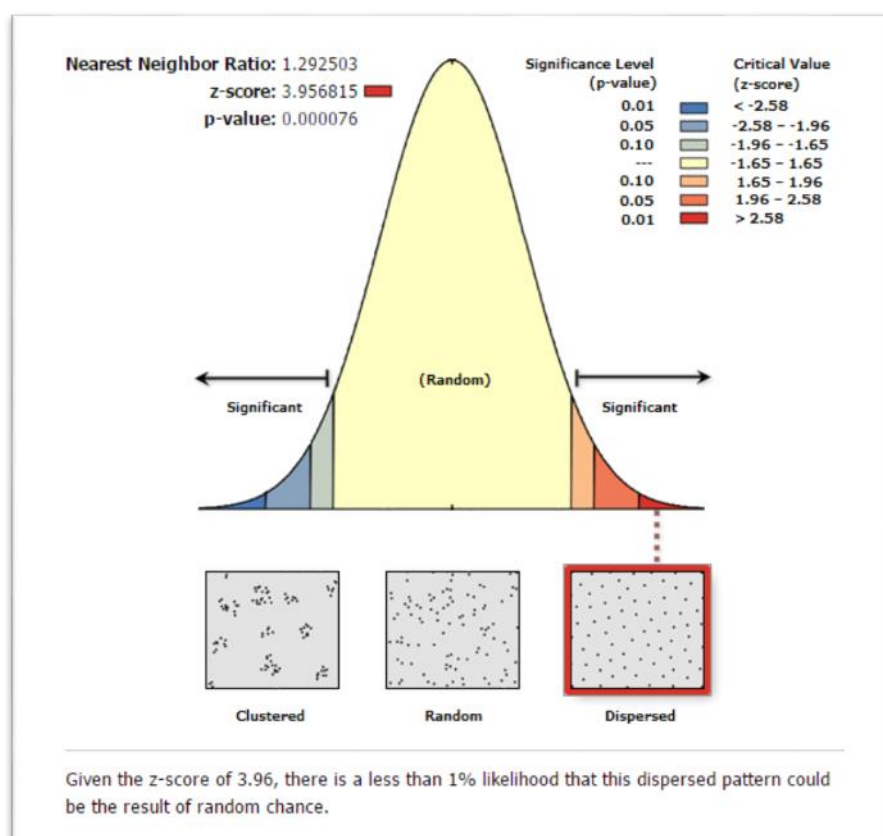 Nearest Neighbor Ratio: 1.292503
z-score: 3.956815
p-value: 0.000076
Significance Level Critical Value
(p-value) (z-score)
0.01 < -2.58
0.05 -2.58 – -1.96
0.10 -1.96 – -1.65
--- -1.65 – 1.65
0.10 1.65 – 1.96
0.05 1.96 – 2.58
0.01 > 2.58
(Random)
Significant Significant
Clustered Random Dispersed
Given the z-score of 3.96, there is a less than 1% likelihood that this dispersed pattern could
be the result of random chance.